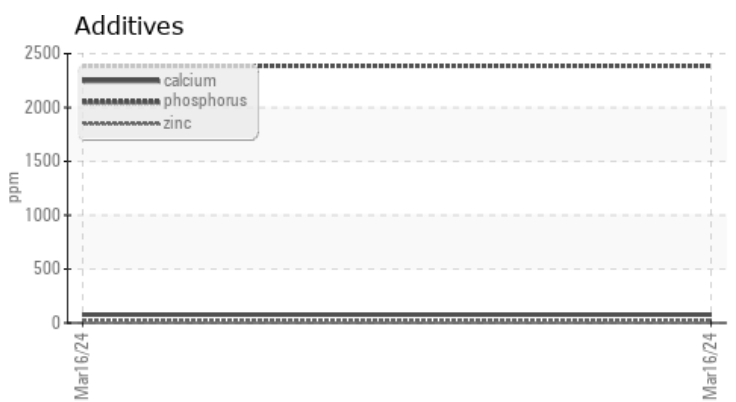 Additives
2500
2000
1500
1000
500
0
ppm
calcium
phosphorus
zinc
Mar16/24
Mar16/24